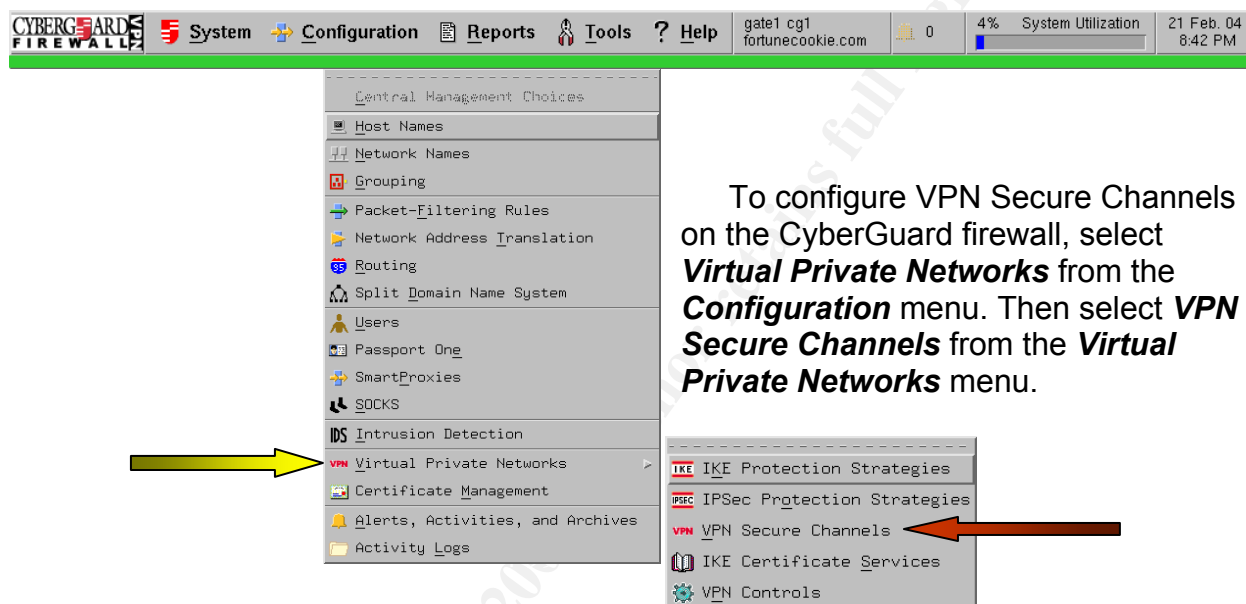 CYBERGUARD
FIREWALL
VPN
System Configuration Reports Tools ? Help
gate1 cg1
fortunecookie.com
0
4% System Utilization
21 Feb. 04
8:42 PM
Central Management Choices
Host Names
Network Names
Grouping
Packet-Filtering Rules
Network Address Translation
95 Routing
Split Domain Name System
Users
Passport One
SmartProxies
SOCKS
IDS Intrusion Detection
VPN Virtual Private Networks
Certificate Management
Alerts, Activities, and Archives
Activity Logs
To configure VPN Secure Channels
on the CyberGuard firewall, select
Virtual Private Networks from the
Configuration menu. Then select VPN
Secure Channels from the Virtual
Private Networks menu.
IKE IKE Protection Strategies
IPSEC IPSec Protection Strategies
VPN VPN Secure Channels
IKE Certificate Services
VPN Controls